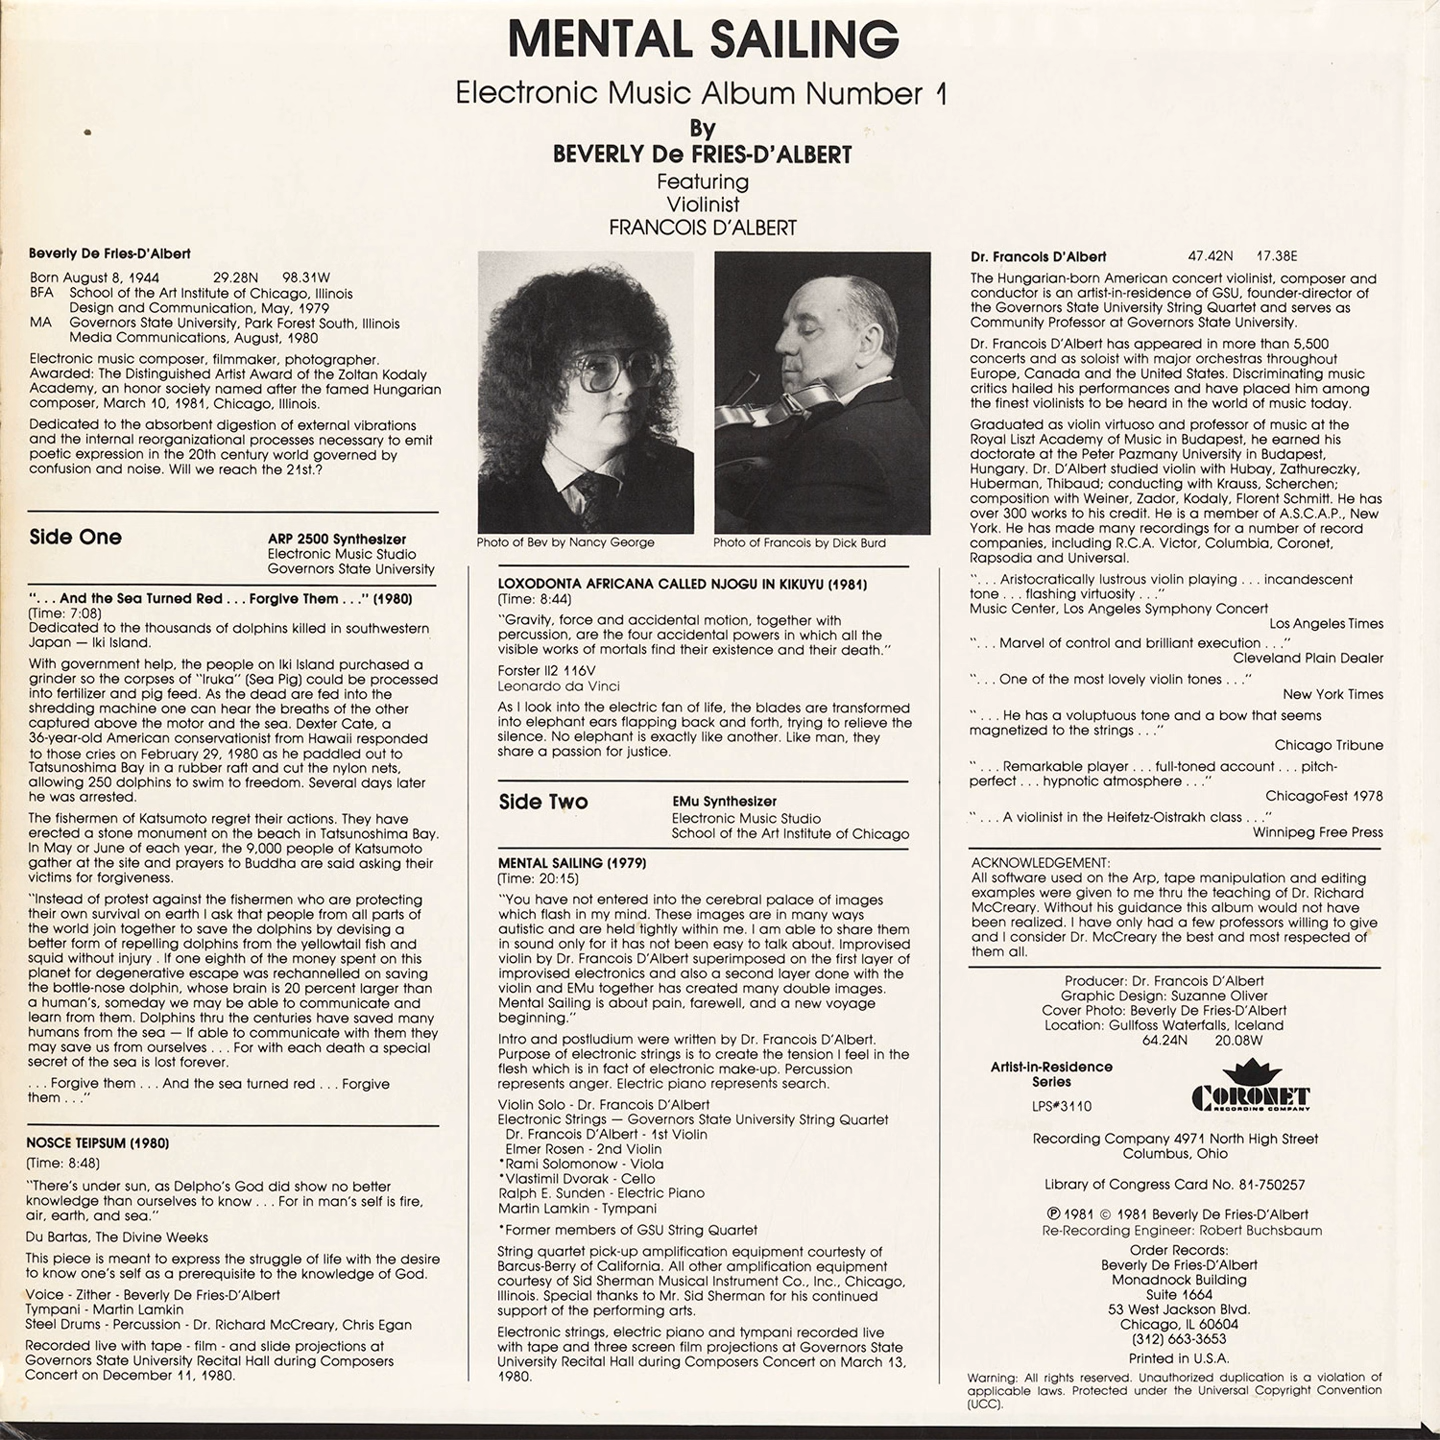 MENTAL SAILING
Electronic Music Album Number 1
By
BEVERLY De FRIES-D'ALBERT
Featuring
Violinist
FRANCOIS D'ALBERT
Beverly De Fries-D'Albert
Born August 8, 1944 29.28N 98.31W
BFA School of the Art Institute of Chicago, Illinois
Design and Communication, May, 1979
MA Governors State University, Park Forest South, Illinois
Media Communications, August, 1980
Electronic music composer, filmmaker, photographer.
Awarded: The Distinguished Artist Award of the Zoltan Kodaly
Academy, an honor society named after the famed Hungarian
composer, March 10, 1981, Chicago, Illinois.
Dedicated to the absorbent digestion of external vibrations
and the internal reorganizational processes necessary to emit
poetic expression in the 20th century world governed by
confusion and noise. Will we reach the 21st.?
Side One
ARP 2500 Synthesizer
Electronic Music Studio
Governors State University
"... And the Sea Turned Red ... Forgive Them ..." (1980)
(Time: 7:08)
Dedicated to the thousands of dolphins killed in southwestern
Japan — Iki Island.
With government help, the people on Iki Island purchased a
grinder so the corpses of "Iruka" (Sea Pig) could be processed
into fertilizer and pig feed. As the dead are fed into the
shredding machine one can hear the breaths of the other
captured above the motor and the sea. Dexter Cate, a
36-year-old American conservationist from Hawaii responded
to those cries on February 29, 1980 as he paddled out to
Tatsunoshima Bay in a rubber raft and cut the nylon nets,
allowing 250 dolphins to swim to freedom. Several days later
he was arrested.
The fishermen of Katsumoto regret their actions. They have
erected a stone monument on the beach in Tatsunoshima Bay.
In May or June of each year, the 9,000 people of Katsumoto
gather at the site and prayers to Buddha are said asking their
victims for forgiveness.
"Instead of protest against the fishermen who are protecting
their own survival on earth I ask that people from all parts of
the world join together to save the dolphins by devising a
better form of repelling dolphins from the yellowtail fish and
squid without injury . If one eighth of the money spent on this
planet for degenerative escape was rechannelled on saving
the bottle-nose dolphin, whose brain is 20 percent larger than
a human's, someday we may be able to communicate and
learn from them. Dolphins thru the centuries have saved many
humans from the sea — If able to communicate with them they
may save us from ourselves ... For with each death a special
secret of the sea is lost forever.
... Forgive them ... And the sea turned red ... Forgive
them ..."
NOSCE TEIPSUM (1980)
(Time: 8:48)
"There's under sun, as Delpho's God did show no better
knowledge than ourselves to know ... For in man's self is fire,
air, earth, and sea."
Du Bartas, The Divine Weeks
This piece is meant to express the struggle of life with the desire
to know one's self as a prerequisite to the knowledge of God.
Voice - Zither - Beverly De Fries-D'Albert
Tympani - Martin Lamkin
Steel Drums - Percussion - Dr. Richard McCreary, Chris Egan
Recorded live with tape - film - and slide projections at
Governors State University Recital Hall during Composers
Concert on December 11, 1980.
Photo of Bev by Nancy George
Photo of Francois by Dick Burd
LOXODONTA AFRICANA CALLED NJOGU IN KIKUYU (1981)
(Time: 8:44)
"Gravity, force and accidental motion, together with
percussion, are the four accidental powers in which all the
visible works of mortals find their existence and their death."
Forster II2 116V
Leonardo da Vinci
As I look into the electric fan of life, the blades are transformed
into elephant ears flapping back and forth, trying to relieve the
silence. No elephant is exactly like another. Like man, they
share a passion for justice.
Side Two
EMu Synthesizer
Electronic Music Studio
School of the Art Institute of Chicago
MENTAL SAILING (1979)
(Time: 20:15)
"You have not entered into the cerebral palace of images
which flash in my mind. These images are in many ways
autistic and are held tightly within me. I am able to share them
in sound only for it has not been easy to talk about. Improvised
violin by Dr. Francois D'Albert superimposed on the first layer of
improvised electronics and also a second layer done with the
violin and EMu together has created many double images.
Mental Sailing is about pain, farewell, and a new voyage
beginning."
Intro and postludium were written by Dr. Francois D'Albert.
Purpose of electronic strings is to create the tension I feel in the
flesh which is in fact of electronic make-up. Percussion
represents anger. Electric piano represents search.
Violin Solo - Dr. Francois D'Albert
Electronic Strings — Governors State University String Quartet
Dr. Francois D'Albert - 1st Violin
Elmer Rosen - 2nd Violin
*Rami Solomonow - Viola
*Vlastimil Dvorak - Cello
Ralph E. Sunden - Electric Piano
Martin Lamkin - Tympani
*Former members of GSU String Quartet
String quartet pick-up amplification equipment courtesty of
Barcus-Berry of California. All other amplification equipment
courtesy of Sid Sherman Musical Instrument Co., Inc., Chicago,
Illinois. Special thanks to Mr. Sid Sherman for his continued
support of the performing arts.
Electronic strings, electric piano and tympani recorded live
with tape and three screen film projections at Governors State
University Recital Hall during Composers Concert on March 13,
1980.
Dr. Francois D'Albert 47.42N 17.38E
The Hungarian-born American concert violinist, composer and
conductor is an artist-in-residence of GSU, founder-director of
the Governors State University String Quartet and serves as
Community Professor at Governors State University.
Dr. Francois D'Albert has appeared in more than 5,500
concerts and as soloist with major orchestras throughout
Europe, Canada and the United States. Discriminating music
critics hailed his performances and have placed him among
the finest violinists to be heard in the world of music today.
Graduated as violin virtuoso and professor of music at the
Royal Liszt Academy of Music in Budapest, he earned his
doctorate at the Peter Pazmany University in Budapest,
Hungary. Dr. D'Albert studied violin with Hubay, Zathureczky,
Huberman, Thibaud; conducting with Krauss, Scherchen;
composition with Weiner, Zador, Kodaly, Florent Schmitt. He has
over 300 works to his credit. He is a member of A.S.C.A.P., New
York. He has made many recordings for a number of record
companies, including R.C.A. Victor, Columbia, Coronet,
Rapsodia and Universal.
"... Aristocratically lustrous violin playing ... incandescent
tone ... flashing virtuosity ..."
Music Center, Los Angeles Symphony Concert
Los Angeles Times
"... Marvel of control and brilliant execution ..."
Cleveland Plain Dealer
"... One of the most lovely violin tones ..."
New York Times
"... He has a voluptuous tone and a bow that seems
magnetized to the strings ..."
Chicago Tribune
"... Remarkable player ... full-toned account ... pitch-
perfect ... hypnotic atmosphere ..."
ChicagoFest 1978
"... A violinist in the Heifetz-Oistrakh class ..."
Winnipeg Free Press
ACKNOWLEDGEMENT:
All software used on the Arp, tape manipulation and editing
examples were given to me thru the teaching of Dr. Richard
McCreary. Without his guidance this album would not have
been realized. I have only had a few professors willing to give
and I consider Dr. McCreary the best and most respected of
them all.
Producer: Dr. Francois D'Albert
Graphic Design: Suzanne Oliver
Cover Photo: Beverly De Fries-D'Albert
Location: Gullfoss Waterfalls, Iceland
64.24N 20.08W
Artist-in-Residence
Series
LPS#3110
CORONET
RECORDING COMPANY
Recording Company 4971 North High Street
Columbus, Ohio
Library of Congress Card No. 81-750257
℗ 1981 © 1981 Beverly De Fries-D'Albert
Re-Recording Engineer: Robert Buchsbaum
Order Records:
Beverly De Fries-D'Albert
Monadnock Building
Suite 1664
53 West Jackson Blvd.
Chicago, IL 60604
(312) 663-3653
Printed in U.S.A.
Warning: All rights reserved. Unauthorized duplication is a violation of
applicable laws. Protected under the Universal Copyright Convention
(UCC).